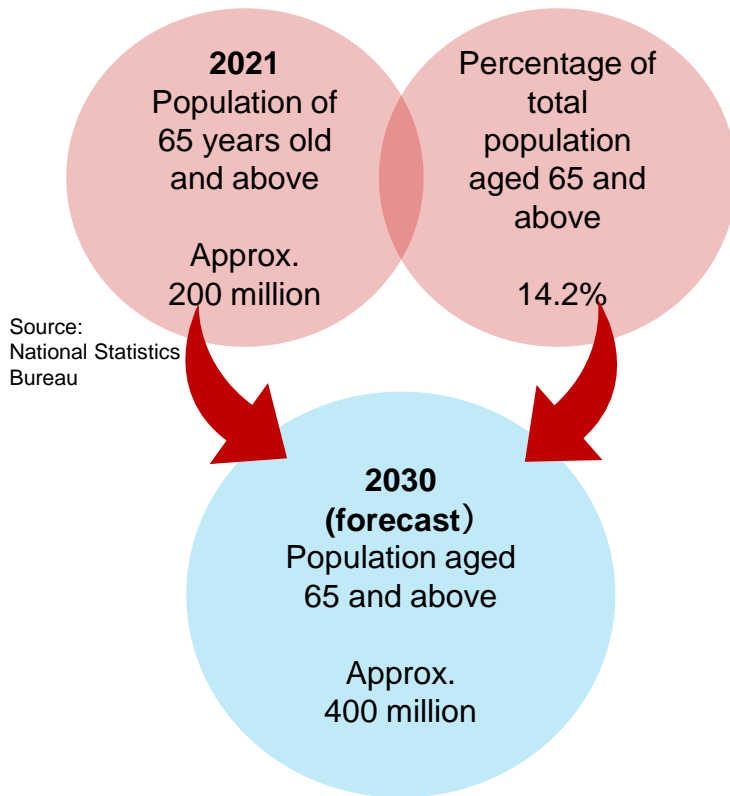 2021
Population of
65 years old
and above
Approx.
200 million
Percentage of
total
population
aged 65 and
above
14.2%
Source:
National Statistics
Bureau
2030
(forecast）
Population aged
65 and above
Approx.
400 million